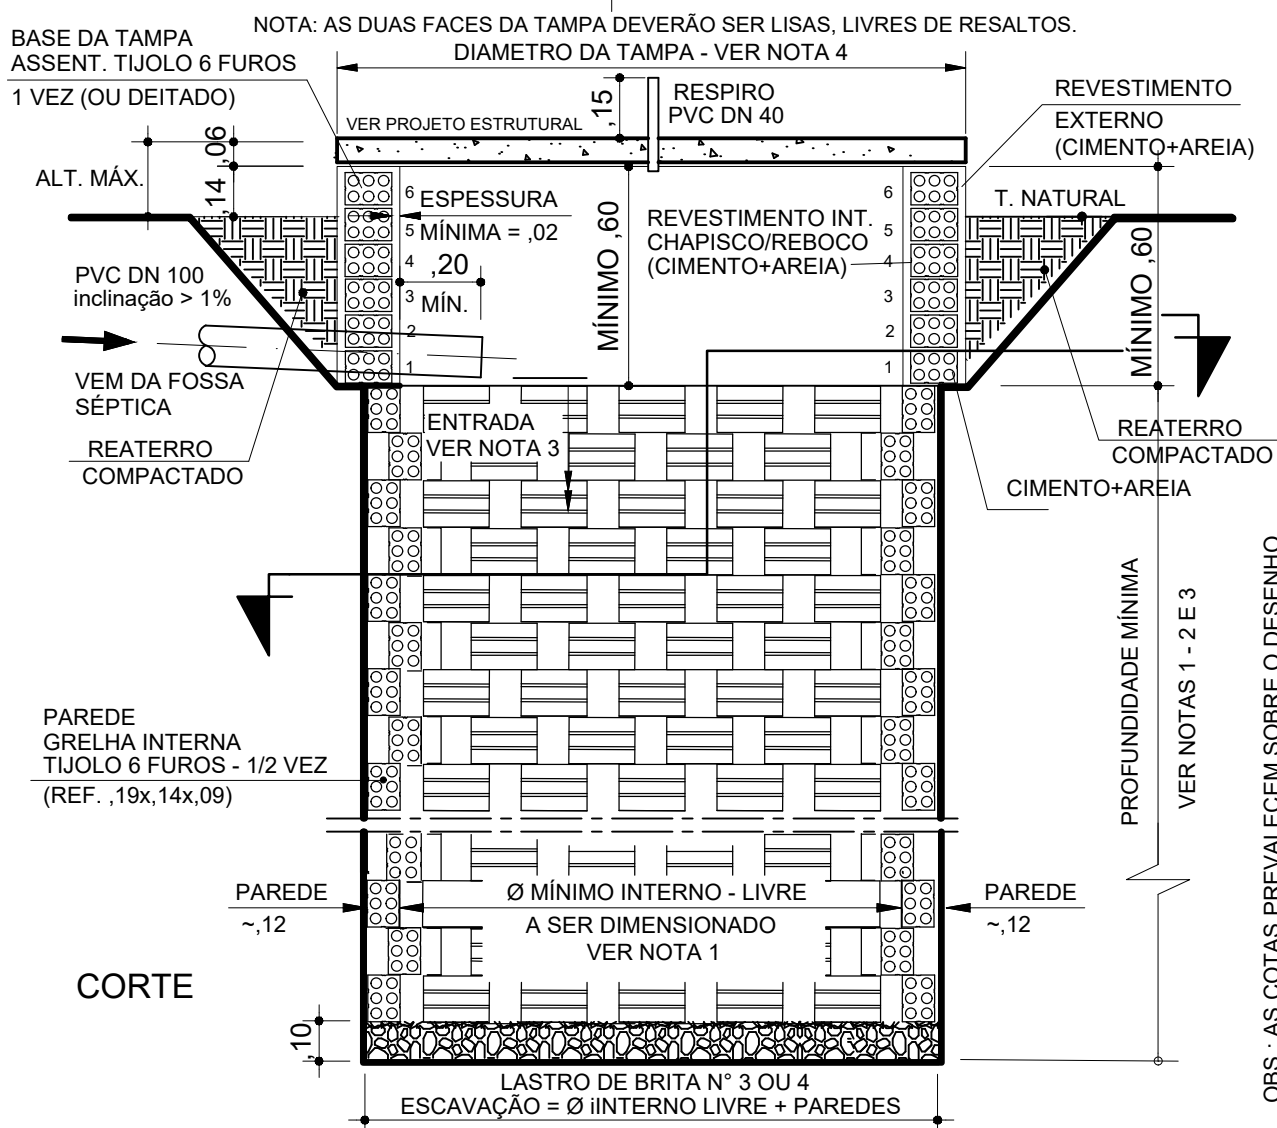 NOTA: AS DUAS FACES DA TAMPA DEVERÃO SER LISAS, LIVRES DE RESALTOS.
BASE DA TAMPA
ASSENT. TIJOLO 6 FUROS
1 VEZ (OU DEITADO)
DIAMETRO DA TAMPA - VER NOTA 4
,15
RESPIRO
PVC DN 40
VER PROJETO ESTRUTURAL
REVESTIMENTO
EXTERNO
(CIMENTO+AREIA)
,06
,14
ALT. MÁX.
6
5
4
3
2
1
ESPESSURA
MÍNIMA = ,02
,20
MÍN.
MÍNIMO ,60
REVESTIMENTO INT.
CHAPISCO/REBOCO
(CIMENTO+AREIA)
6
5
4
3
2
1
T. NATURAL
MÍNIMO ,60
PVC DN 100
inclinação > 1%
VEM DA FOSSA
SÉPTICA
REATERRO
COMPACTADO
ENTRADA
VER NOTA 3
REATERRO
COMPACTADO
CIMENTO+AREIA
PROFUNDIDADE MÍNIMA
VER NOTAS 1 - 2 E 3
OBS.: AS COTAS PREVALECEM SOBRE O DESENHO
PAREDE
GRELHA INTERNA
TIJOLO 6 FUROS - 1/2 VEZ
(REF. ,19x,14x,09)
PAREDE
~,12
Ø MÍNIMO INTERNO - LIVRE
A SER DIMENSIONADO
VER NOTA 1
PAREDE
~,12
CORTE
,10
LASTRO DE BRITA N° 3 OU 4
ESCAVAÇÃO = Ø iINTERNO LIVRE + PAREDES